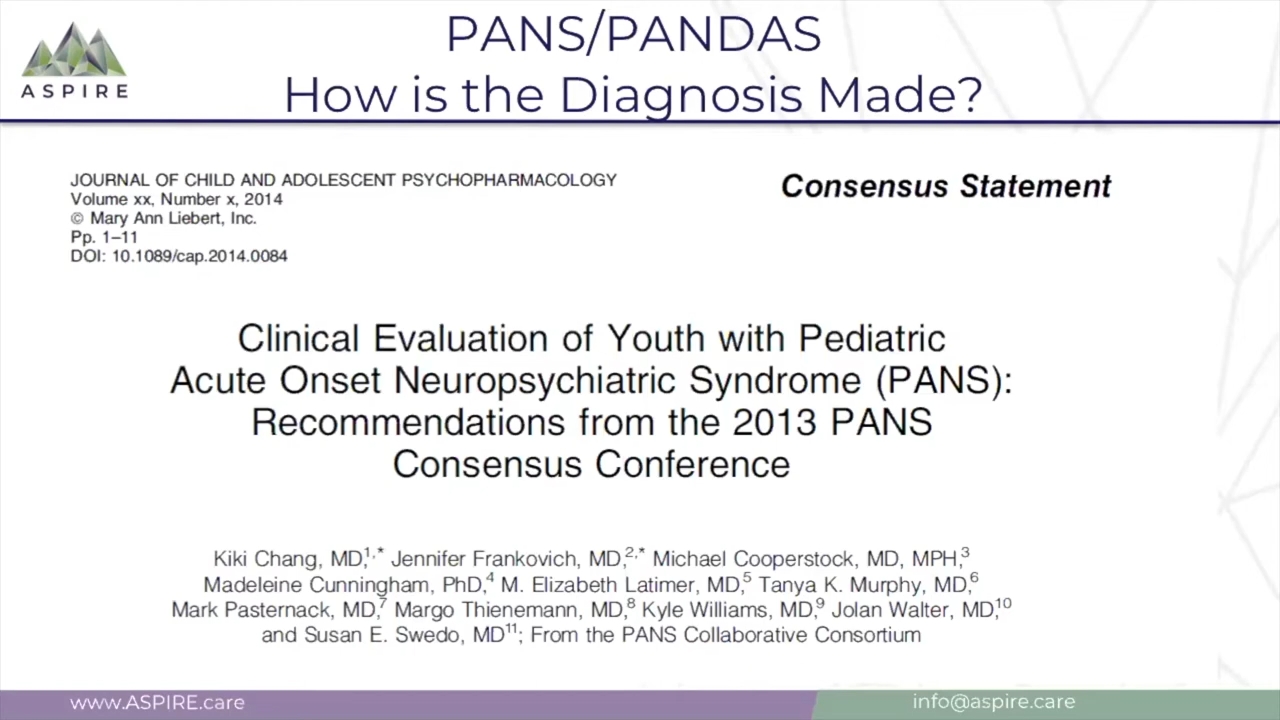 PANS/PANDAS
How is the Diagnosis Made?
ASPIRE
JOURNAL OF CHILD AND ADOLESCENT PSYCHOPHARMACOLOGY
Volume xx, Number x, 2014
© Mary Ann Liebert, Inc.
Pp. 1–11
DOI: 10.1089/cap.2014.0084
Consensus Statement
Clinical Evaluation of Youth with Pediatric
Acute Onset Neuropsychiatric Syndrome (PANS):
Recommendations from the 2013 PANS
Consensus Conference
Kiki Chang, MD,1,* Jennifer Frankovich, MD,2,* Michael Cooperstock, MD, MPH,3
Madeleine Cunningham, PhD,4 M. Elizabeth Latimer, MD,5 Tanya K. Murphy, MD,6
Mark Pasternack, MD,7 Margo Thienemann, MD,8 Kyle Williams, MD,9 Jolan Walter, MD,10
and Susan E. Swedo, MD11; From the PANS Collaborative Consortium
www.ASPIRE.care
info@aspire.care